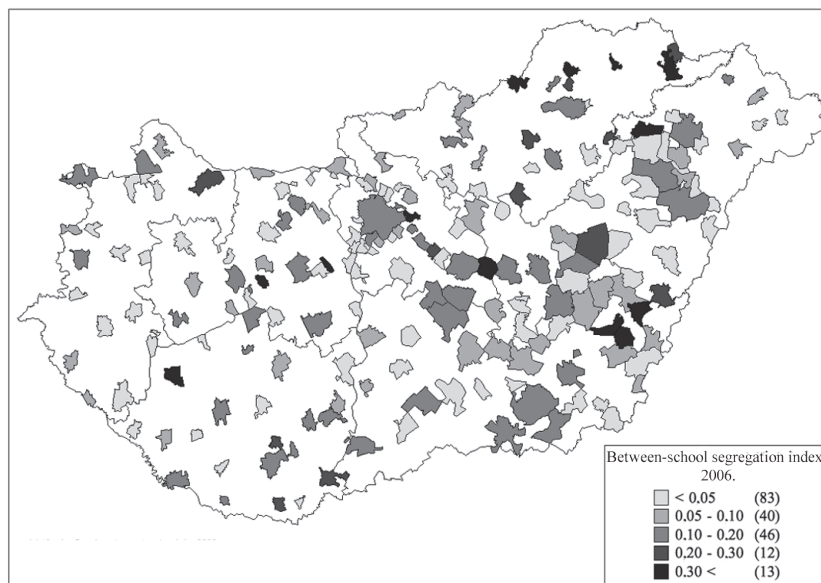 Between-school segregation index
2006.
< 0.05 (83)
0.05 - 0.10 (40)
0.10 - 0.20 (46)
0.20 - 0.30 (12)
0.30 < (13)